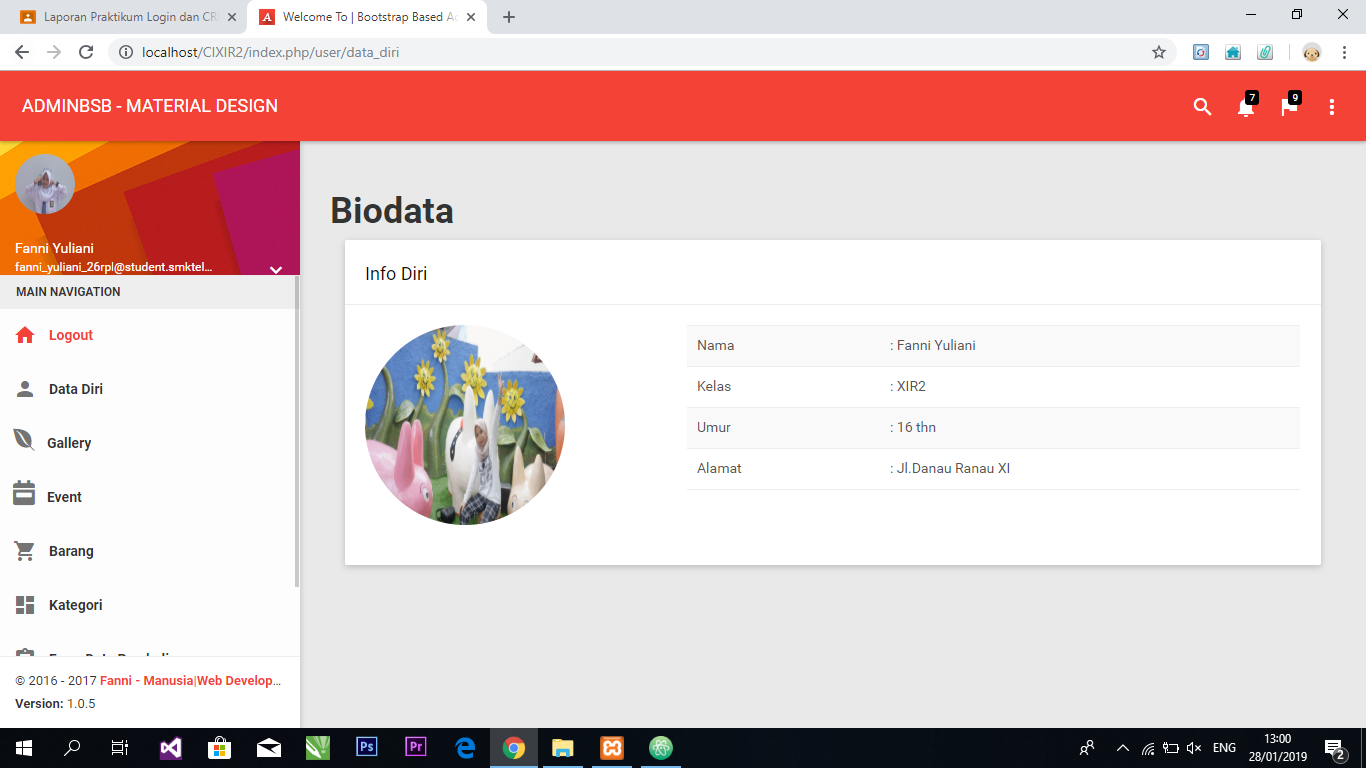 Laporan Praktikum Login dan CR
Welcome To | Bootstrap Based Ad
localhost/CIXIR2/index.php/user/data_diri
ADMINBSB - MATERIAL DESIGN
7
9
Fanni Yuliani
fanni_yuliani_26rpl@student.smktel...
MAIN NAVIGATION
Logout
Data Diri
Gallery
Event
Barang
Kategori
© 2016 - 2017 Fanni - Manusia|Web Develop...
Version: 1.0.5
Biodata
Info Diri
Nama : Fanni Yuliani
Kelas : XIR2
Umur : 16 thn
Alamat : Jl.Danau Ranau XI
Ps
Pr
ENG
13:00
28/01/2019
2